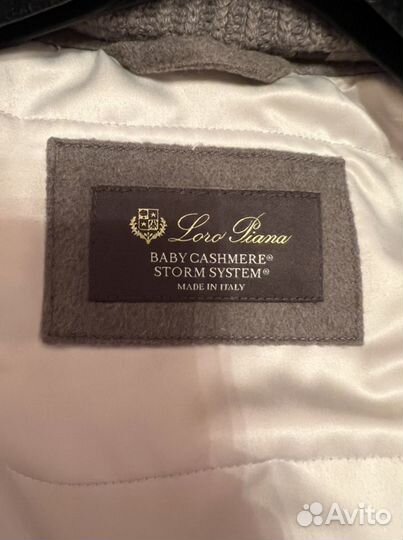 Loro Piana
BABY CASHMERE®
STORM SYSTEM®
MADE IN ITALY
Avito